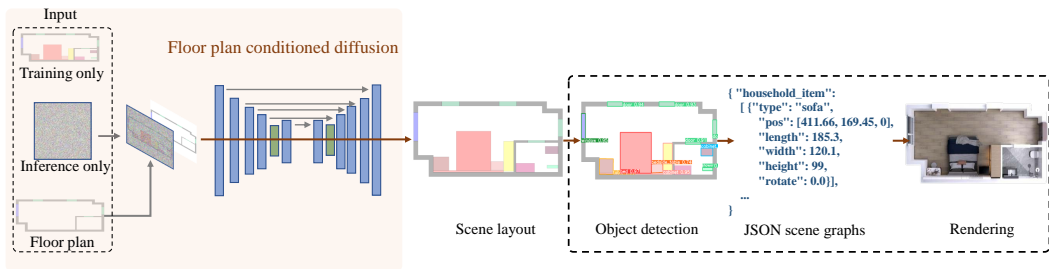 Input
Training only
Inference only
Floor plan
Floor plan conditioned diffusion
Scene layout
Object detection
{ "household_item":
[ {"type": "sofa",
"pos": [411.66, 169.45, 0],
"length": 185.3,
"width": 120.1,
"height": 99,
"rotate": 0.0}],
...
}
JSON scene graphs
Rendering